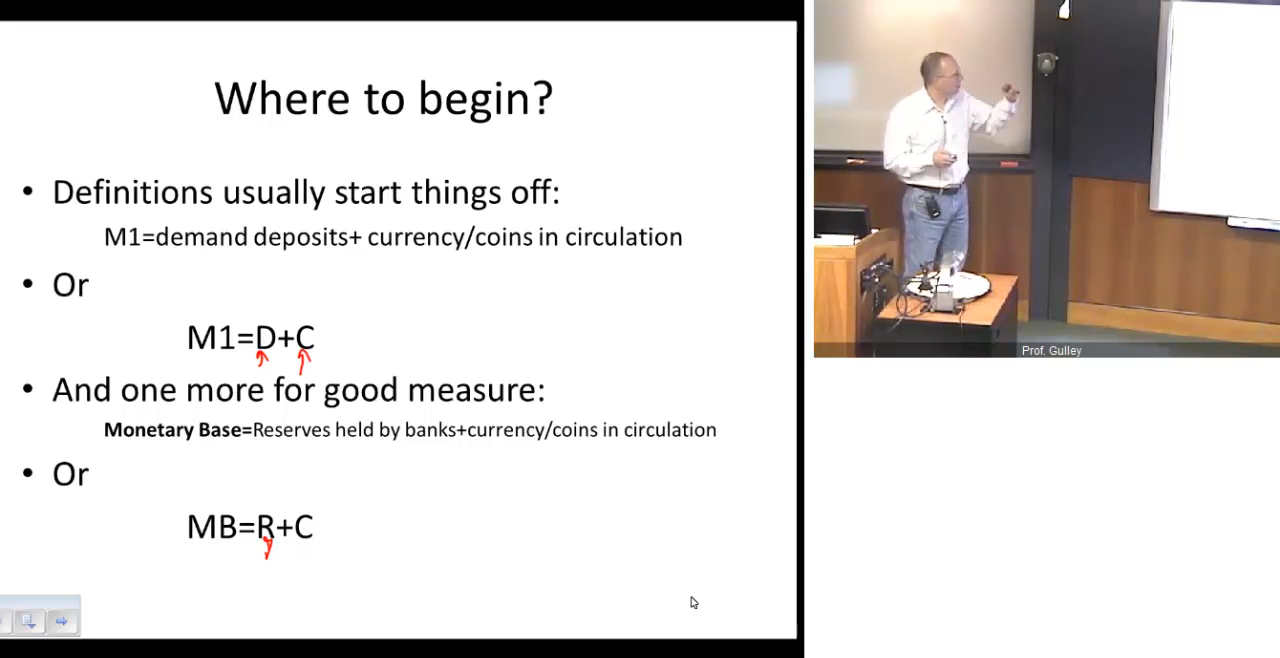 Where to begin?
• Definitions usually start things off:
M1=demand deposits+ currency/coins in circulation
• Or
M1=D+C
• And one more for good measure:
Monetary Base=Reserves held by banks+currency/coins in circulation
• Or
MB=R+C
Prof. Gulley